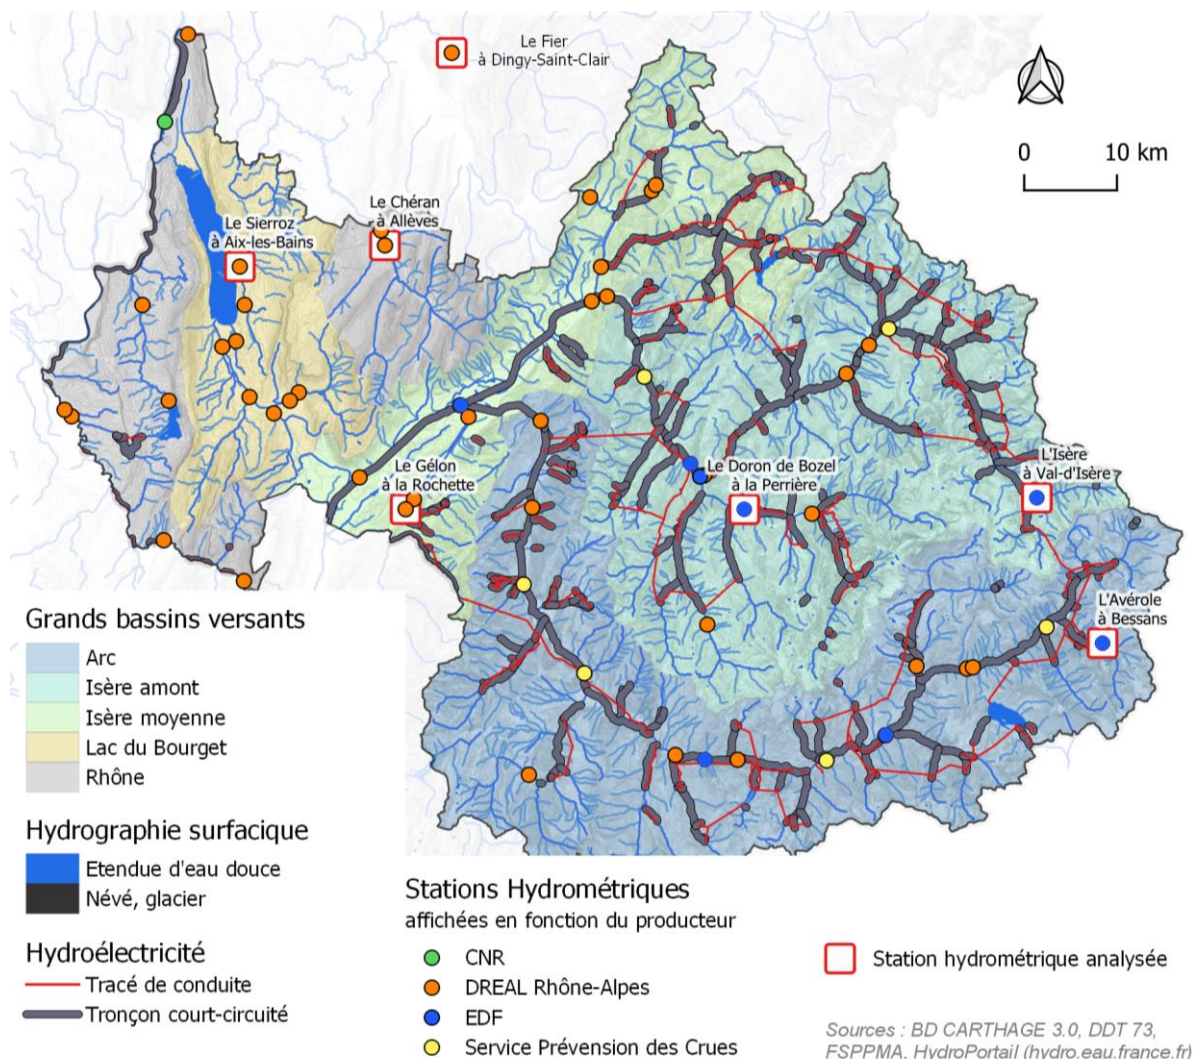 Le Fier
à Dingy-Saint-Clair
0 10 km
Le Chéran
à Allèves
Le Sierroz
à Aix-les-Bains
Le Gélon
à la Rochette
Le Doron de Bozel
à la Perrière
L'Isère
à Val-d'Isère
L'Avérole
à Bessans
Grands bassins versants
Arc
Isère amont
Isère moyenne
Lac du Bourget
Rhône
Hydrographie surfacique
Etendue d'eau douce
Névé, glacier
Hydroélectricité
Tracé de conduite
Tronçon court-circuité
Stations Hydrométriques
affichées en fonction du producteur
CNR
DREAL Rhône-Alpes
EDF
Service Prévension des Crues
Station hydrométrique analysée
Sources : BD CARTHAGE 3.0, DDT 73,
FSPPMA, HydroPortail (hydro.eau.france.fr)